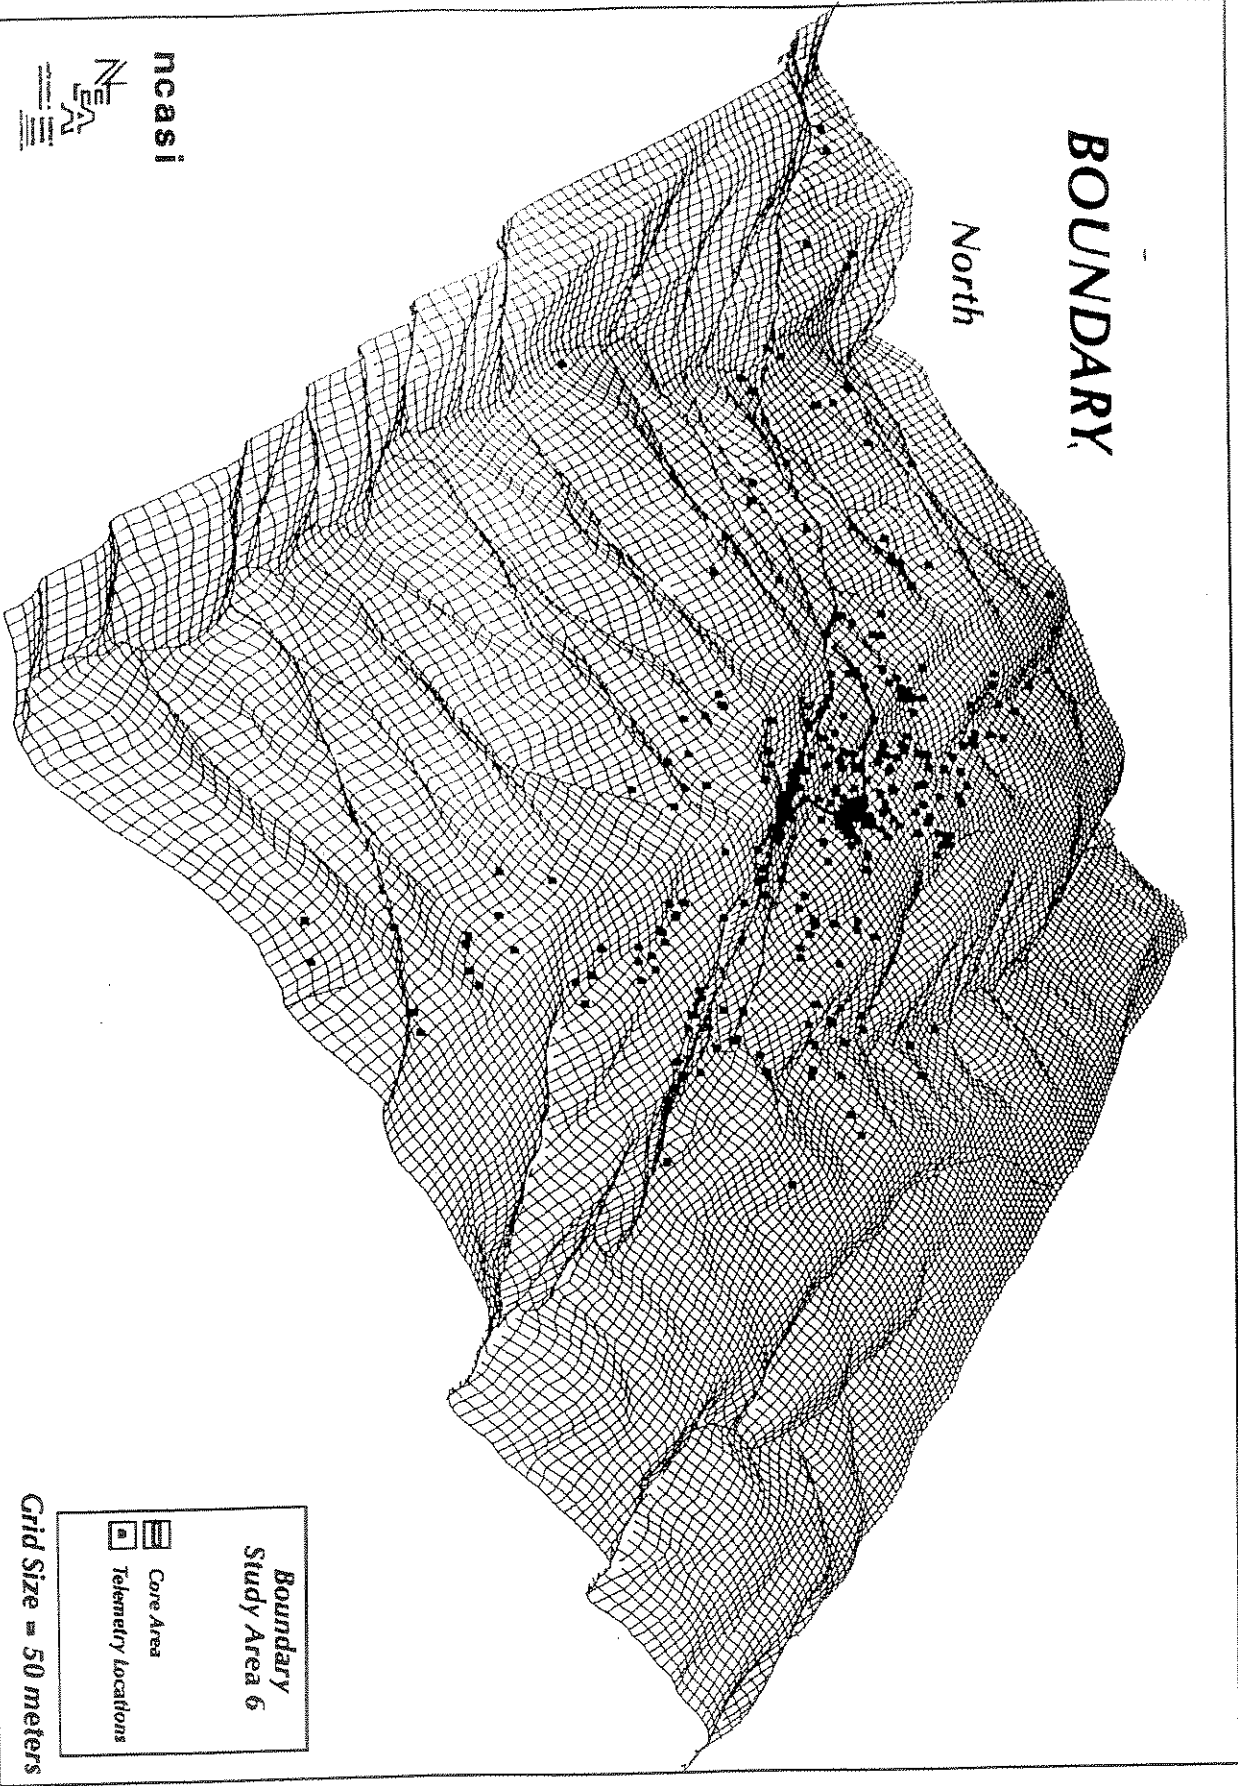 BOUNDARY
North
ncasi
Boundary
Study Area 6
Core Area
Telemetry Locations
Grid Size = 50 meters